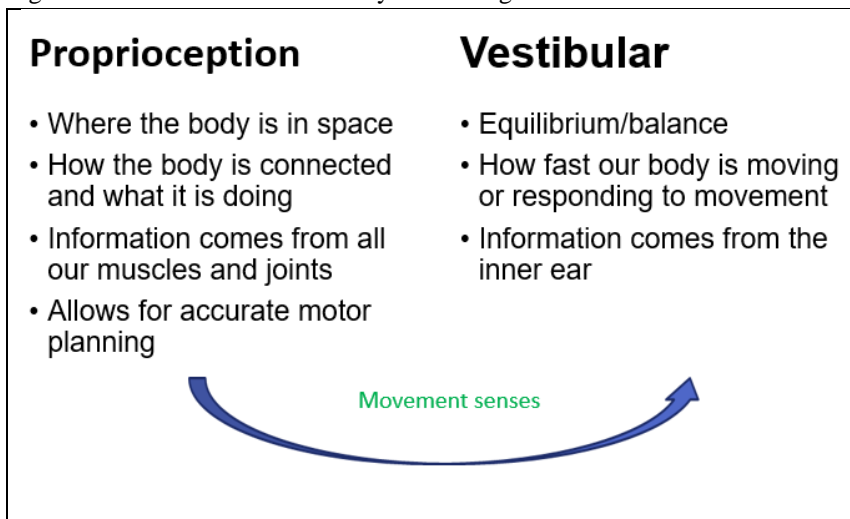 Proprioception
• Where the body is in space
• How the body is connected
and what it is doing
• Information comes from all
our muscles and joints
• Allows for accurate motor
planning
Vestibular
• Equilibrium/balance
• How fast our body is moving
or responding to movement
• Information comes from the
inner ear
Movement senses